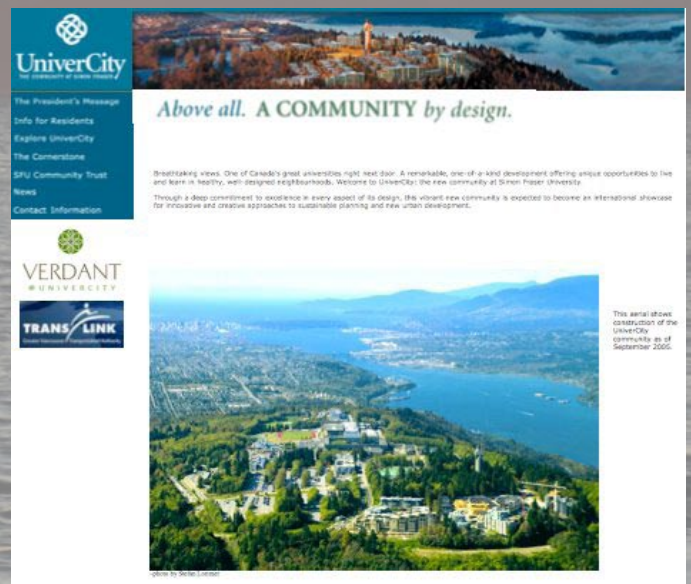 UniverCity
THE COMMUNITY AT SIMON FRASER
The President's Message
Info for Residents
Explore UniverCity
The Cornerstone
SFU Community Trust
News
Contact Information
VERDANT
@UNIVERCITY
TRANS LINK
Greater Vancouver Transportation Authority
Above all. A COMMUNITY by design.
Breathtaking views. One of Canada's great universities right next door. A remarkable, one-of-a-kind development offering unique opportunities to live
and learn in healthy, well-designed neighbourhoods. Welcome to UniverCity: the new community at Simon Fraser University.
Through a deep commitment to excellence in every aspect of its design, this vibrant new community is expected to become an international showcase
for innovative and creative approaches to sustainable planning and new urban development.
This aerial shows
construction of the
UniverCity
community as of
September 2005.
-photo by